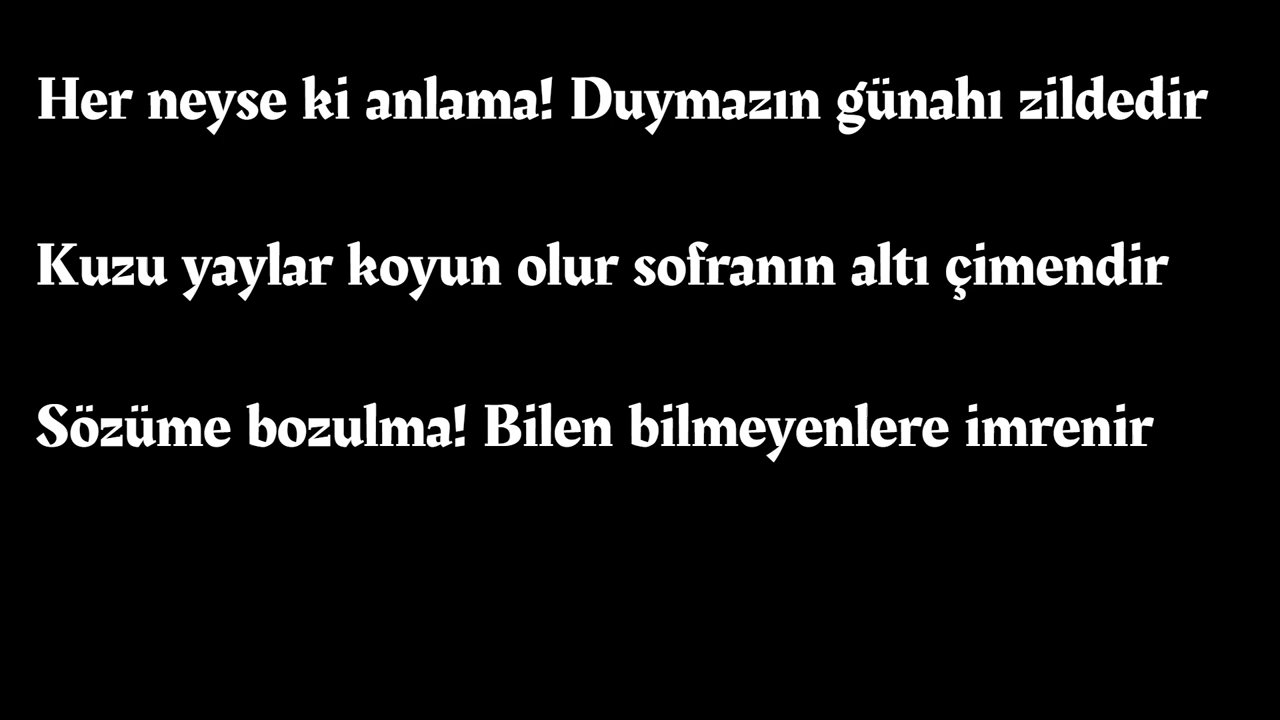 Her neyse ki anlama! Duymazın günahı zildedir
Kuzu yaylar koyun olur sofranın altı çimendir
Sözüme bozulma! Bilen bilmeyenlere imrenir